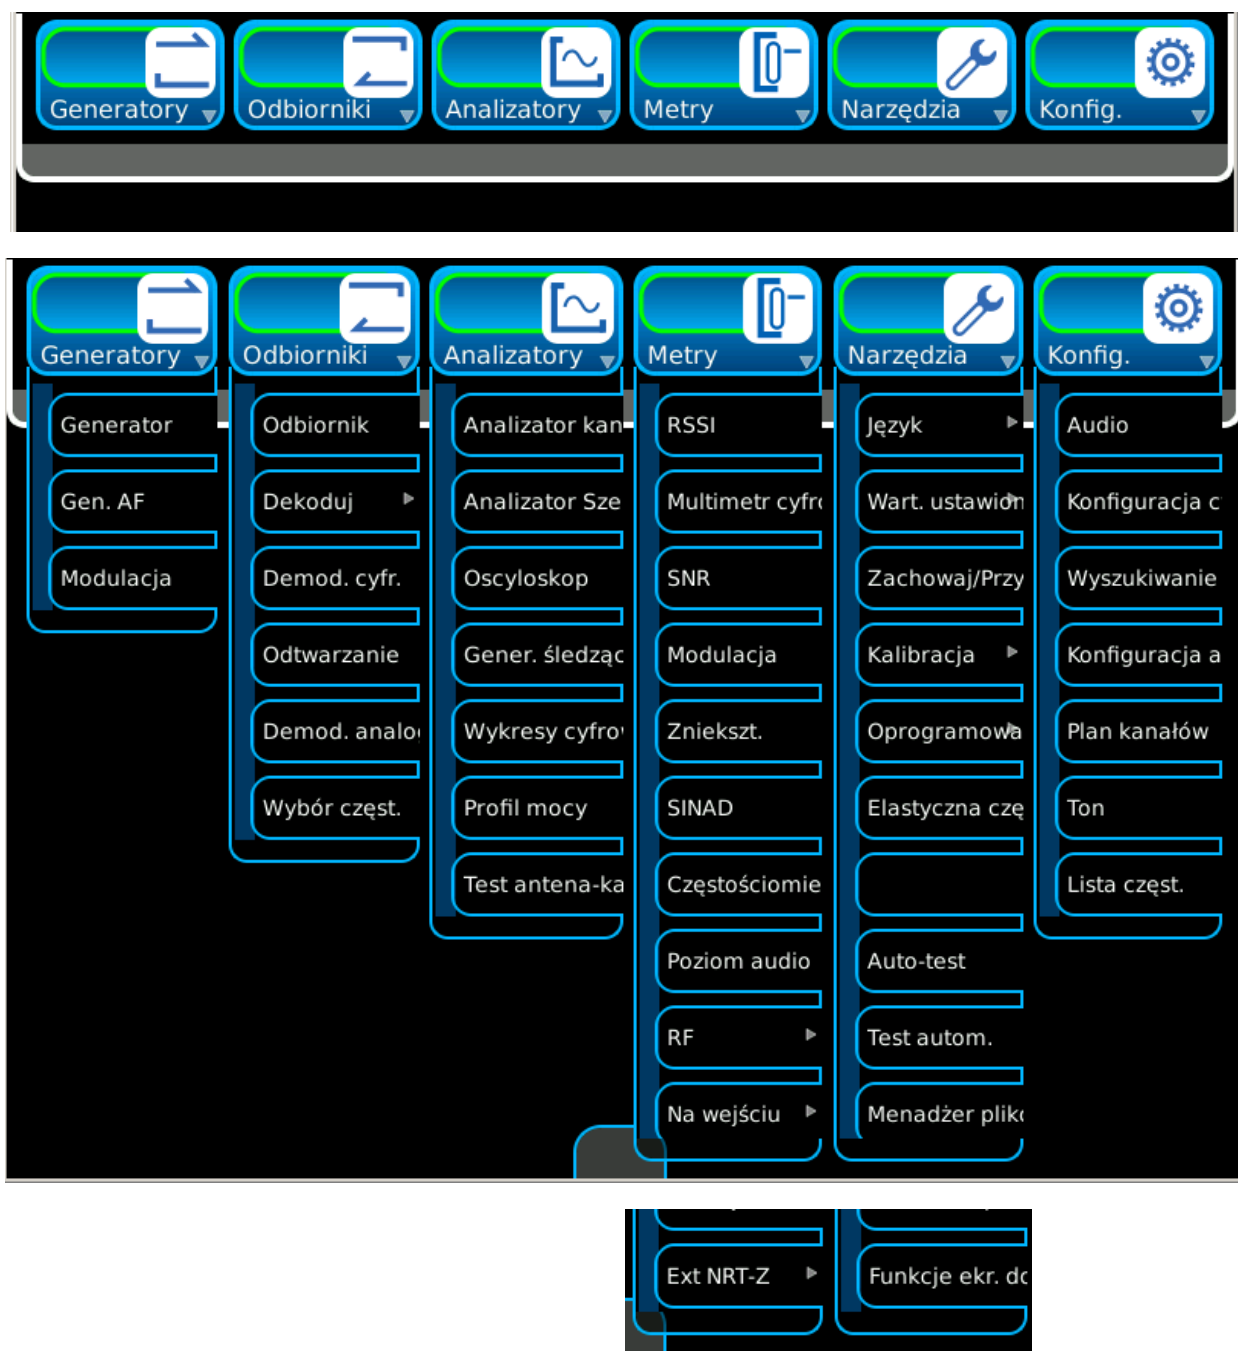 Generatory
Odbiorniki
Analizatory
Metry
Narzędzia
Konfig.
Generatory
Generator
Gen. AF
Modulacja
Odbiorniki
Odbiornik
Dekoduj
Demod. cyfr.
Odtwarzanie
Demod. analo
Wybór częst.
Analizatory
Analizator kan
Analizator Sze
Oscyloskop
Gener. śledząc
Wykresy cyfro
Profil mocy
Test antena-ka
Metry
RSSI
Multimetr cyfr
SNR
Modulacja
Zniekszt.
SINAD
Częstościomie
Poziom audio
RF
Na wejściu
Ext NRT-Z
Narzędzia
Język
Wart. ustawion
Zachowaj/Przy
Kalibracja
Oprogramowa
Elastyczna czę
Auto-test
Test autom.
Menadżer plik
Funkcje ekr. do
Konfig.
Audio
Konfiguracja c
Wyszukiwanie
Konfiguracja a
Plan kanałów
Ton
Lista częst.